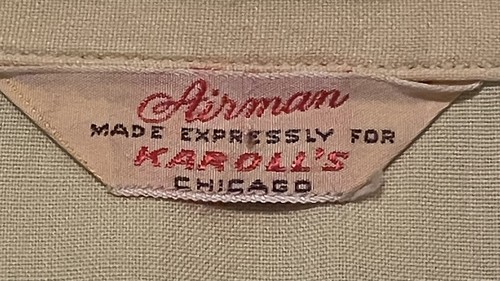 Airman
MADE EXPRESSLY FOR
KAROLL'S
CHICAGO